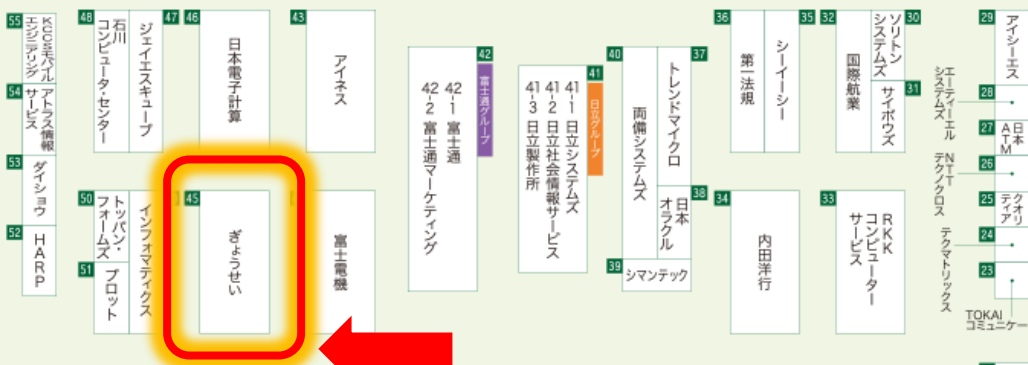 55
KCCSモバイル
エンジニアリング
54
アトラス情報
サービス
53
ダイショウ
52
HARP
48
石川
コンピュータ・センター
47
ジェイエスキューブ
46
日本電子計算
43
アイネス
50
トッパン・
フォームズ
51
プロット
インフォマティクス
45
ぎょうせい
富士電機
42
富士通グループ
42-1 富士通
42-2 富士通マーケティング
41
日立グループ
41-1 日立システムズ
41-2 日立社会情報サービス
41-3 日立製作所
40
両備システムズ
37
トレンドマイクロ
38
日本
オラクル
39
シマンテック
36
第一法規
35
シーイーシー
34
内田洋行
32
国際航業
30
ソリトン
システムズ
31
サイボウズ
33
RKK
コンピューター
サービス
29
アイシーエス
28
エーティーエル
システムズ
27
日本
ATM
26
NTT
テクノクロス
25
クオリ
ティア
24
テクマトリックス
23
TOKAI
コミュニケー